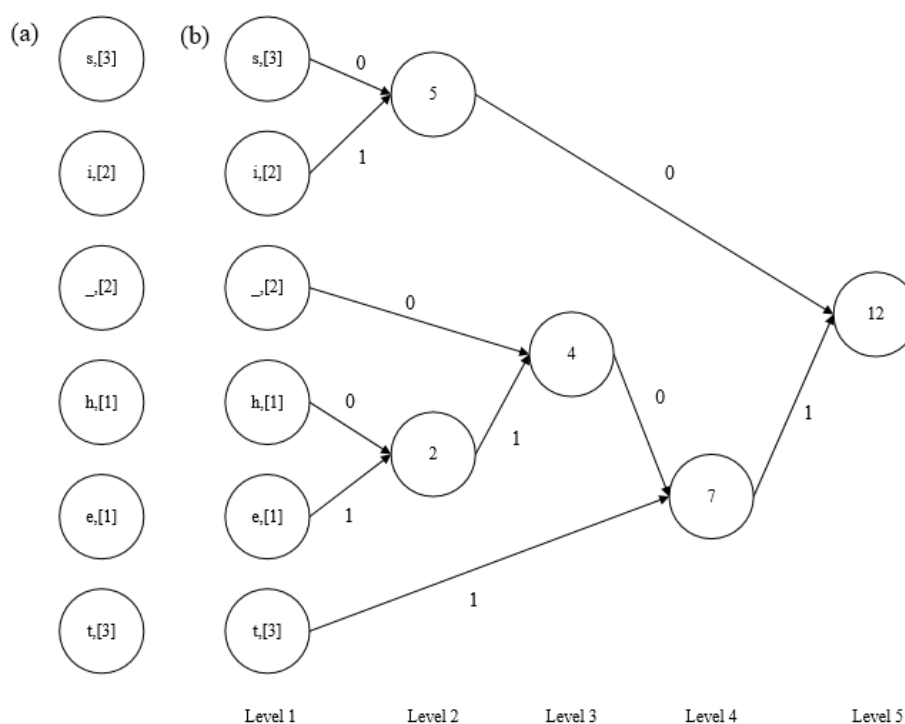 (a)
s,[3]
i,[2]
_,[2]
h,[1]
e,[1]
t,[3]
(b)
s,[3]
i,[2]
_,[2]
h,[1]
e,[1]
t,[3]
0
1
5
0
0
0
1
2
1
4
0
1
7
1
12
Level 1
Level 2
Level 3
Level 4
Level 5